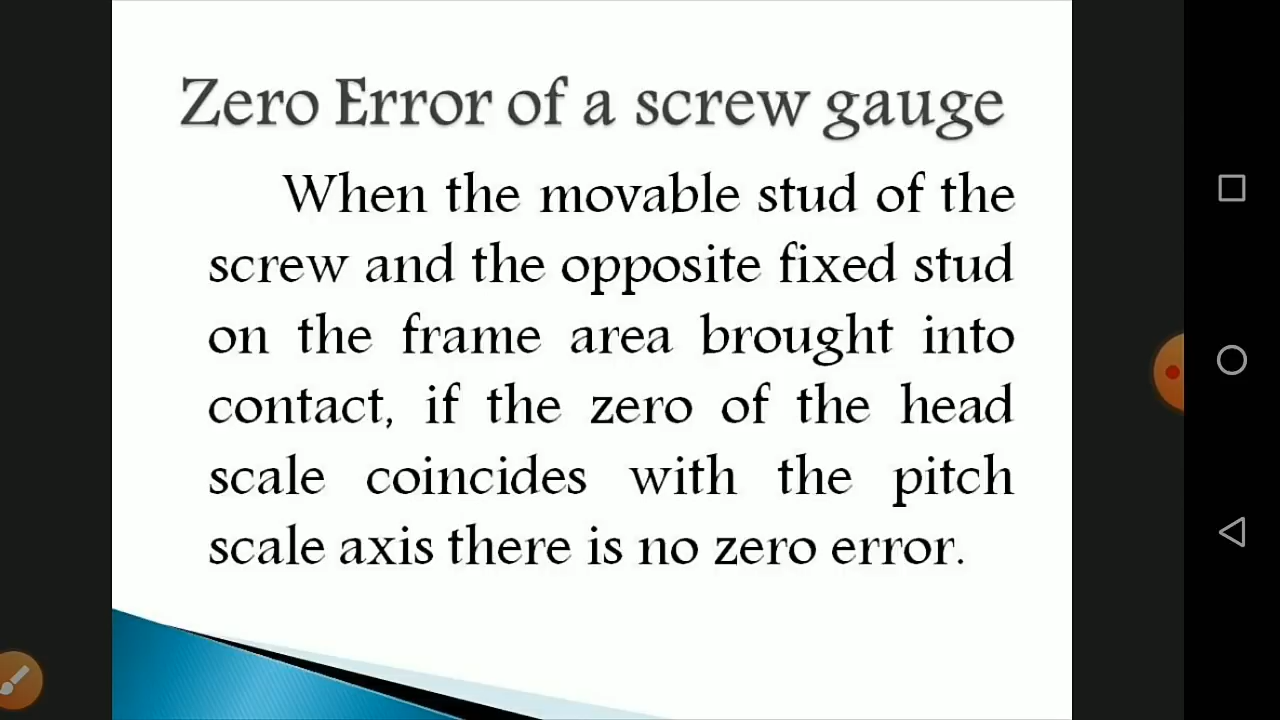 Zero Error of a screw gauge
When the movable stud of the
screw and the opposite fixed stud
on the frame area brought into
contact, if the zero of the head
scale coincides with the pitch
scale axis there is no zero error.